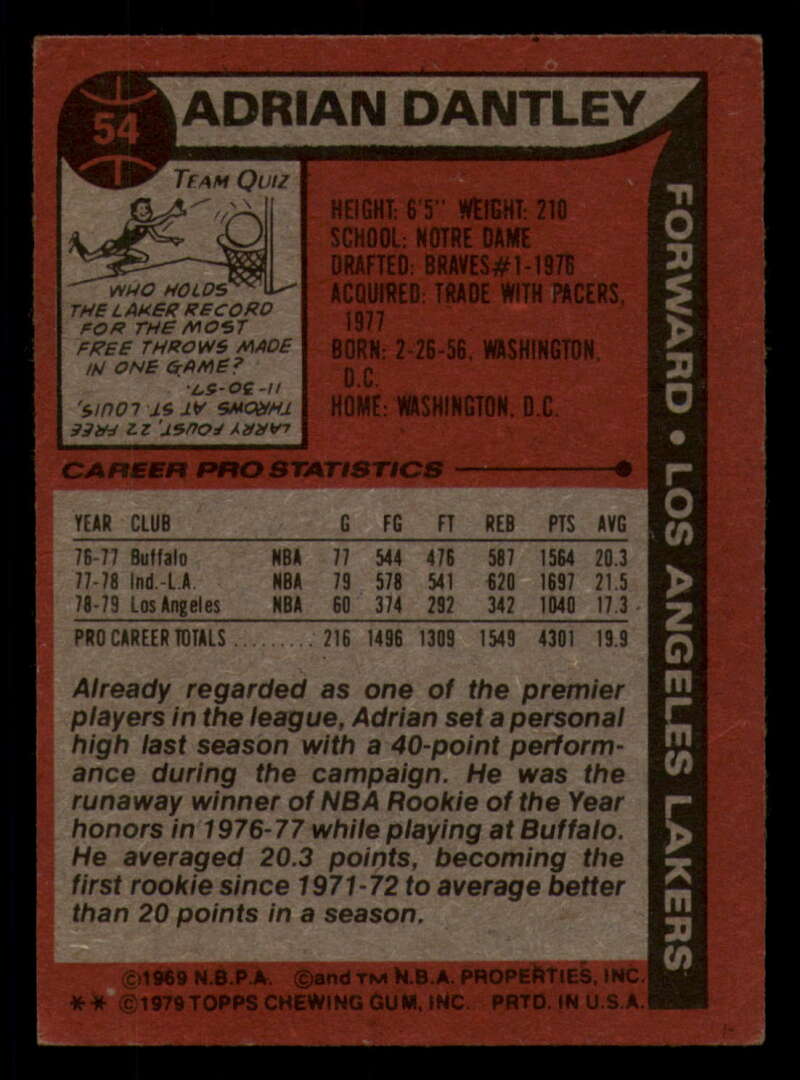 54
ADRIAN DANTLEY
TEAM QUIZ
WHO HOLDS
THE LAKER RECORD
FOR THE MOST
FREE THROWS MADE
IN ONE GAME?
LARRY FOUST, 22 FREE
THROWS AT ST. LOUIS,
11-30-57.
HEIGHT: 6'5" WEIGHT: 210
SCHOOL: NOTRE DAME
DRAFTED: BRAVES#1-1976
ACQUIRED: TRADE WITH PACERS,
1977
BORN: 2-26-56, WASHINGTON,
D.C.
HOME: WASHINGTON, D.C.
FORWARD • LOS ANGELES LAKERS
CAREER PRO STATISTICS
YEAR CLUB G FG FT REB PTS AVG
76-77 Buffalo NBA 77 544 476 587 1564 20.3
77-78 Ind.-L.A. NBA 79 578 541 620 1697 21.5
78-79 Los Angeles NBA 60 374 292 342 1040 17.3
PRO CAREER TOTALS ......... 216 1496 1309 1549 4301 19.9
Already regarded as one of the premier
players in the league, Adrian set a personal
high last season with a 40-point perform-
ance during the campaign. He was the
runaway winner of NBA Rookie of the Year
honors in 1976-77 while playing at Buffalo.
He averaged 20.3 points, becoming the
first rookie since 1971-72 to average better
than 20 points in a season.
©1969 N.B.P.A. ©and TM N.B.A. PROPERTIES, INC.
** ©1979 TOPPS CHEWING GUM, INC. PRTD. IN U.S.A.